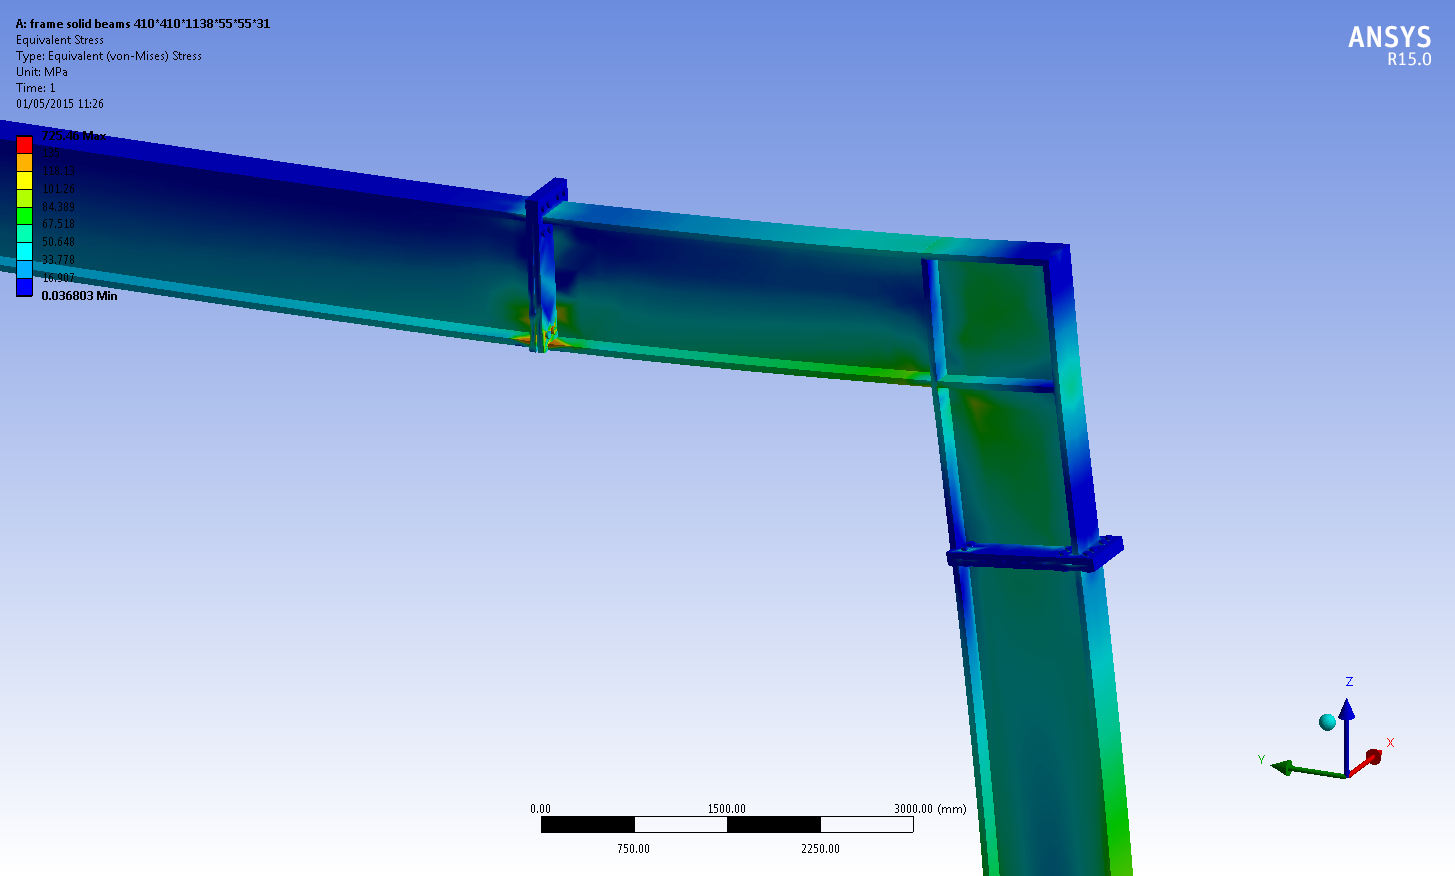 A: frame solid beams 410*410*1138*55*55*31
Equivalent Stress
Type: Equivalent (von-Mises) Stress
Unit: MPa
Time: 1
01/05/2015 11:26
725.46 Max
135
118.13
101.26
84.389
67.518
50.648
33.778
16.907
0.036803 Min
ANSYS
R15.0
Z
X
Y
0.00 1500.00 3000.00 (mm)
750.00 2250.00